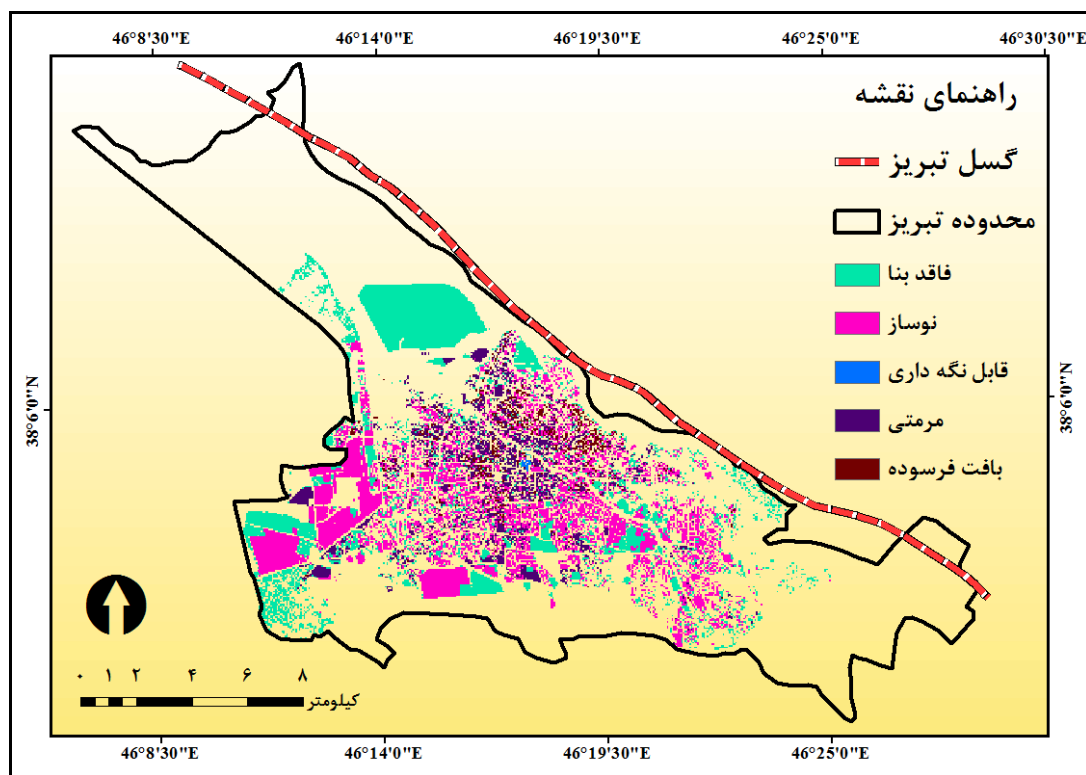 46°8'30"E 46°14'0"E 46°19'30"E 46°25'0"E 46°30'30"E
راهنمای نقشه
گسل تبریز
محدوده تبریز
فاقد بنا
نوساز
قابل نگه داری
مرمتی
بافت فرسوده
38°6'0"N
38°6'0"N
۰ ۱ ۲ ۴ ۶ ۸
کیلومتر
46°8'30"E 46°14'0"E 46°19'30"E 46°25'0"E